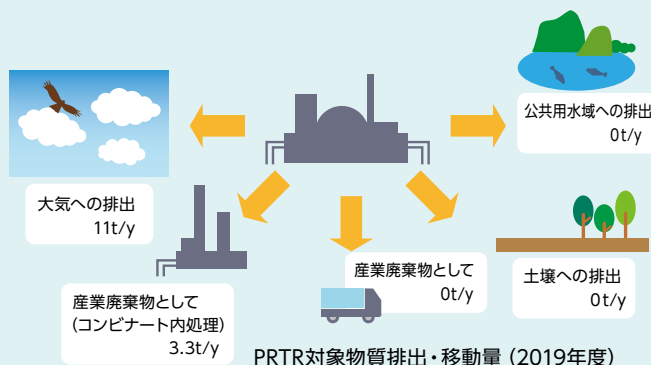 公共用水域への排出
0t/y
大気への排出
11t/y
産業廃棄物として
(コンビナート内処理)
3.3t/y
産業廃棄物として
0t/y
土壌への排出
0t/y
PRTR対象物質排出・移動量(2019年度)